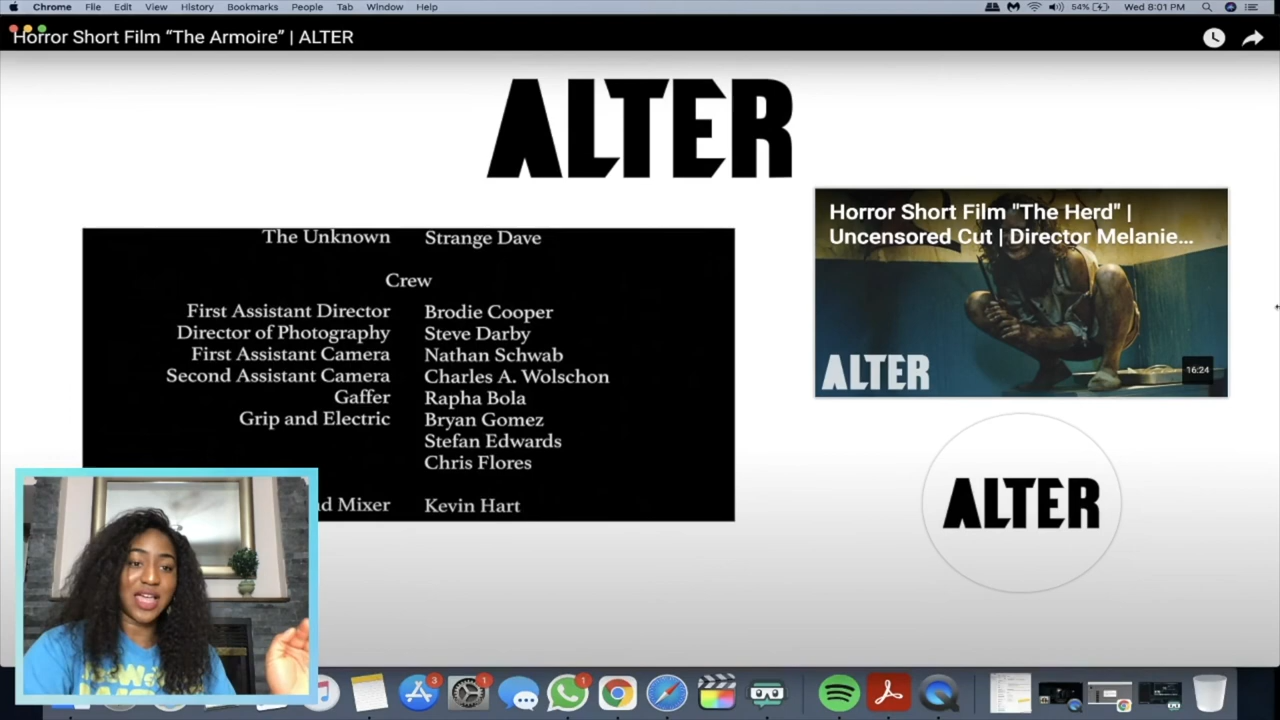 Chrome File Edit View History Bookmarks People Tab Window Help 54% Wed 8:01 PM
Horror Short Film “The Armoire” | ALTER
ALTER
The Unknown Strange Dave
Crew
First Assistant Director Brodie Cooper
Director of Photography Steve Darby
First Assistant Camera Nathan Schwab
Second Assistant Camera Charles A. Wolschon
Gaffer Rapha Bola
Grip and Electric Bryan Gomez
Stefan Edwards
Chris Flores
Mixer Kevin Hart
Horror Short Film "The Herd" |
Uncensored Cut | Director Melanie...
ALTER
16:24
ALTER
3 1 1